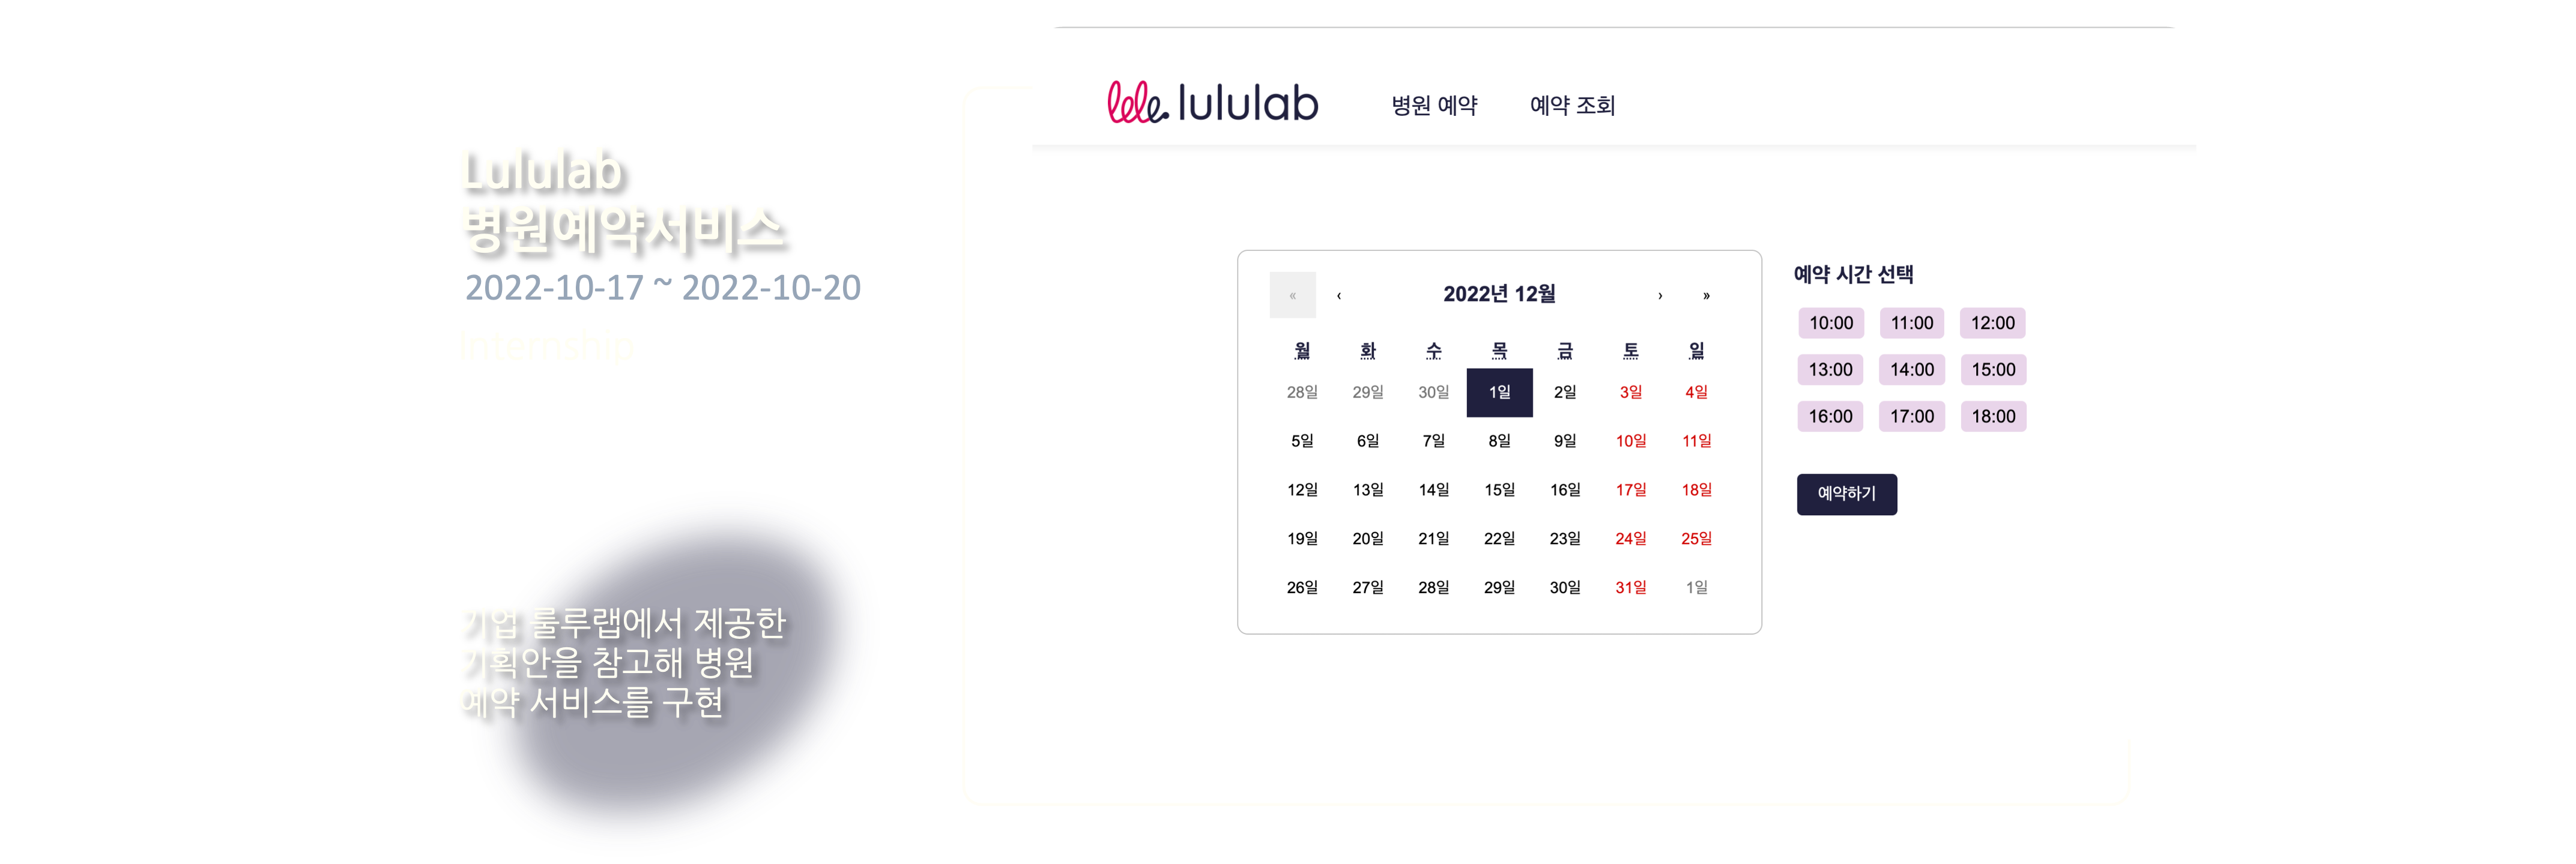 Lululab
병원예약서비스
2022-10-17 ~ 2022-10-20
Internship
기업 룰루랩에서 제공한
기획안을 참고해 병원
예약 서비스를 구현
lele. lululab 병원 예약 예약 조회
« ‹ 2022년 12월 › »
월 화 수 목 금 토 일
28일 29일 30일 1일 2일 3일 4일
5일 6일 7일 8일 9일 10일 11일
12일 13일 14일 15일 16일 17일 18일
19일 20일 21일 22일 23일 24일 25일
26일 27일 28일 29일 30일 31일 1일
예약 시간 선택
10:00 11:00 12:00
13:00 14:00 15:00
16:00 17:00 18:00
예약하기